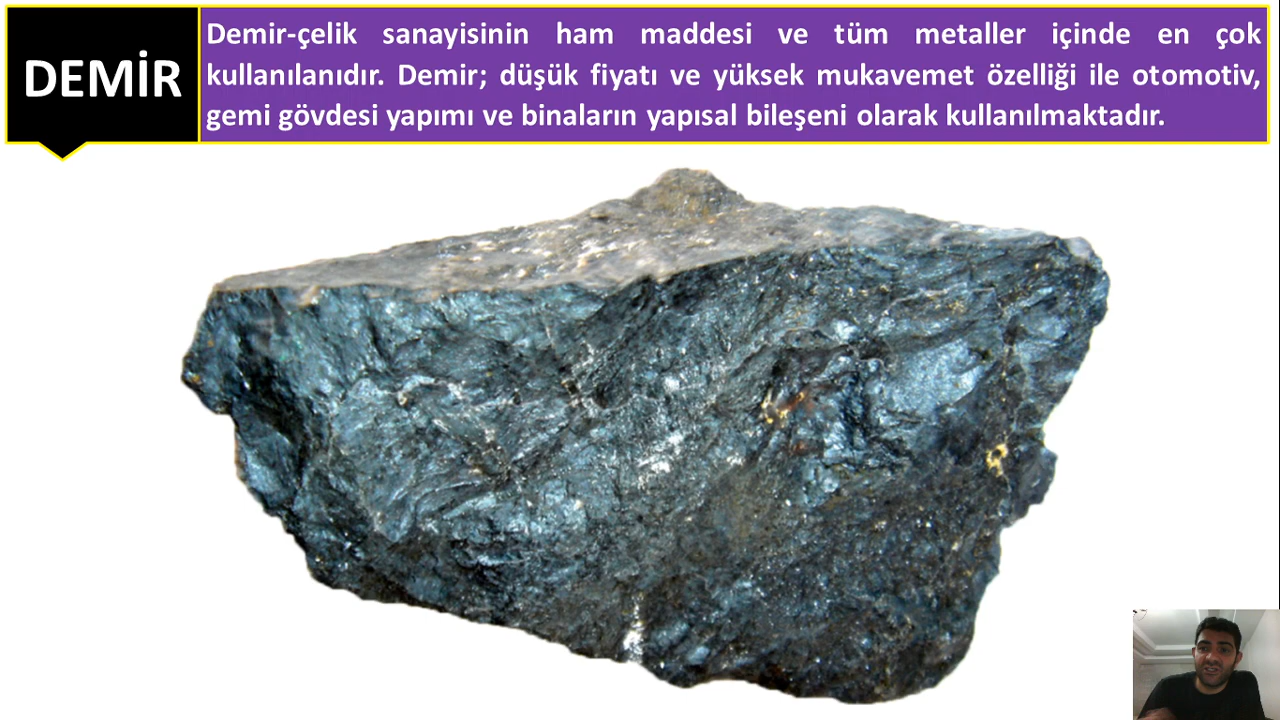 DEMİR
Demir-çelik sanayisinin ham maddesi ve tüm metaller içinde en çok
kullanılanıdır. Demir; düşük fiyatı ve yüksek mukavemet özelliği ile otomotiv,
gemi gövdesi yapımı ve binaların yapısal bileşeni olarak kullanılmaktadır.